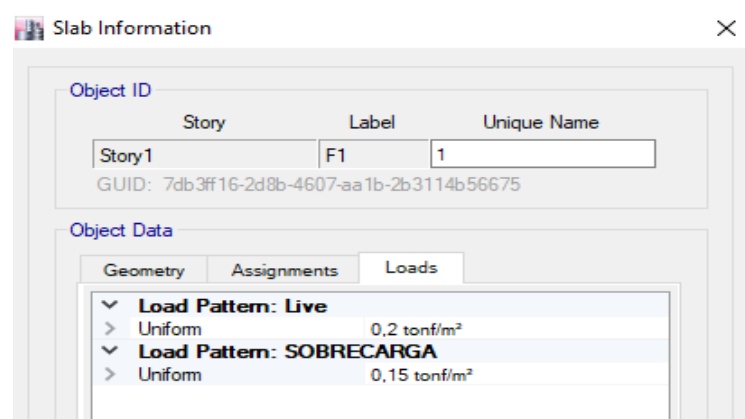 Slab Information
Object ID
Story Label Unique Name
Story1 F1 1
GUID: 7db3ff16-2d8b-4607-aa1b-2b3114b56675
Object Data
Geometry Assignments Loads
Load Pattern: Live
Uniform 0,2 tonf/m²
Load Pattern: SOBRECARGA
Uniform 0,15 tonf/m²